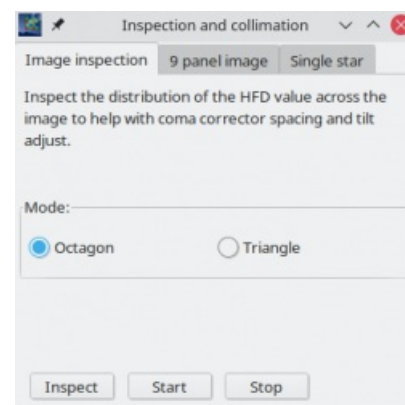 Inspection and collimation
Image inspection 9 panel image Single star
Inspect the distribution of the HFD value across the
image to help with coma corrector spacing and tilt
adjust.
Mode:
Octagon Triangle
Inspect Start Stop